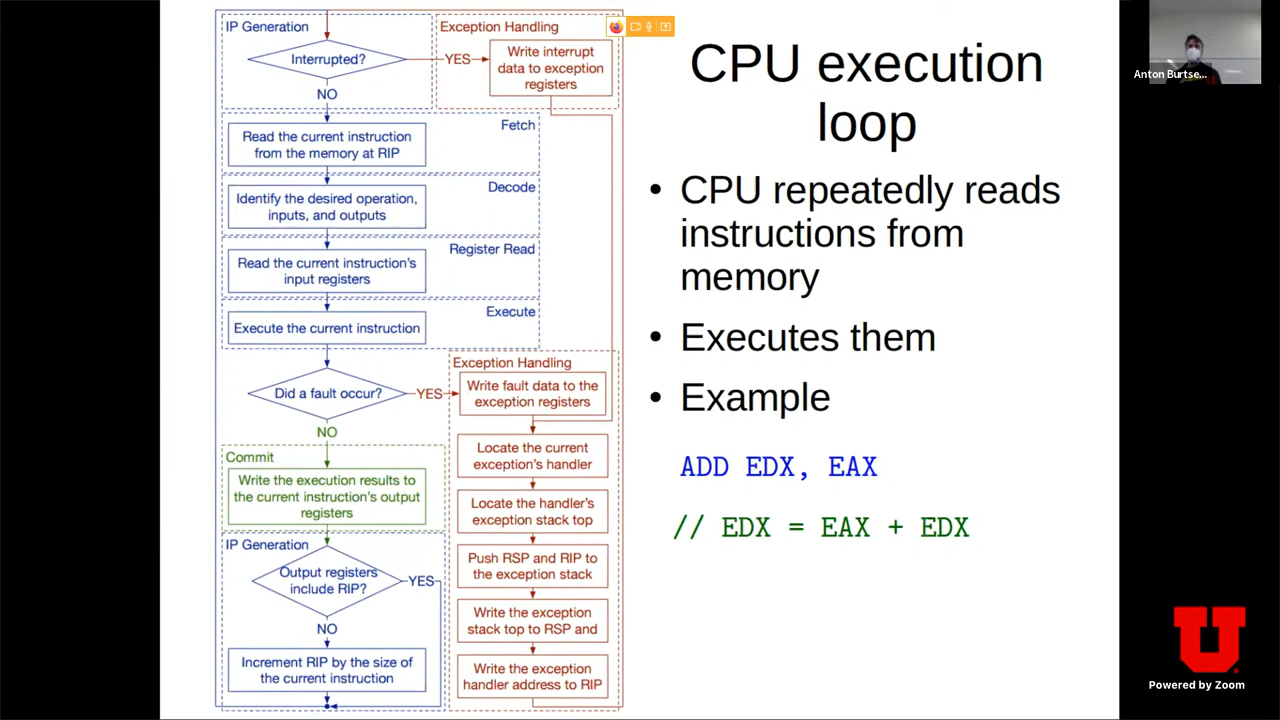 IP Generation
Interrupted?
YES
NO
Exception Handling
Write interrupt
data to exception
registers
Fetch
Read the current instruction
from the memory at RIP
Decode
Identify the desired operation,
inputs, and outputs
Register Read
Read the current instruction's
input registers
Execute
Execute the current instruction
Did a fault occur?
YES
NO
Exception Handling
Write fault data to the
exception registers
Locate the current
exception's handler
Locate the handler's
exception stack top
Push RSP and RIP to
the exception stack
Write the exception
stack top to RSP and
Write the exception
handler address to RIP
Commit
Write the execution results to
the current instruction's output
registers
IP Generation
Output registers
include RIP?
YES
NO
Increment RIP by the size of
the current instruction
CPU execution
loop
• CPU repeatedly reads
instructions from
memory
• Executes them
• Example
ADD EDX, EAX
// EDX = EAX + EDX
Anton Burtse...
U
Powered by Zoom